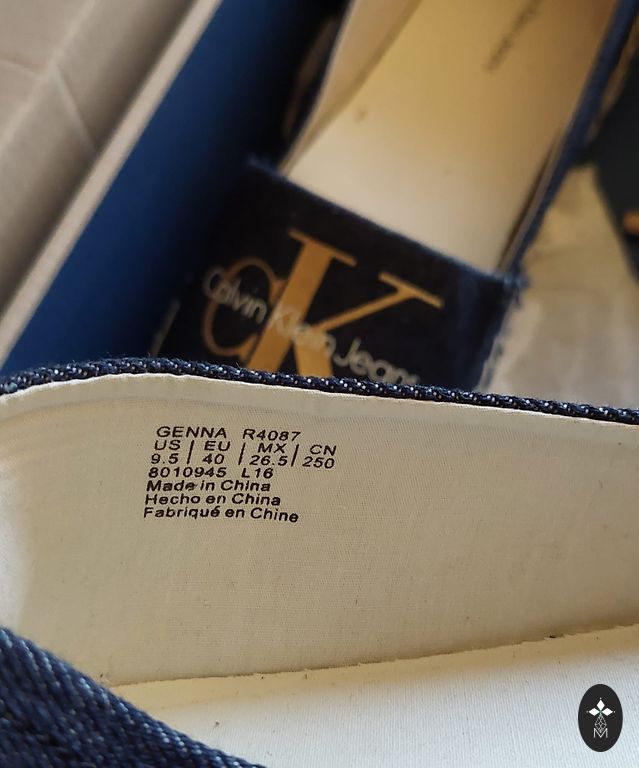 CK
Calvin Klein Jeans
GENNA R4087
US | EU | MX | CN
9.5 | 40 | 26.5 | 250
8010945 L16
Made in China
Hecho en China
Fabriqué en Chine
M